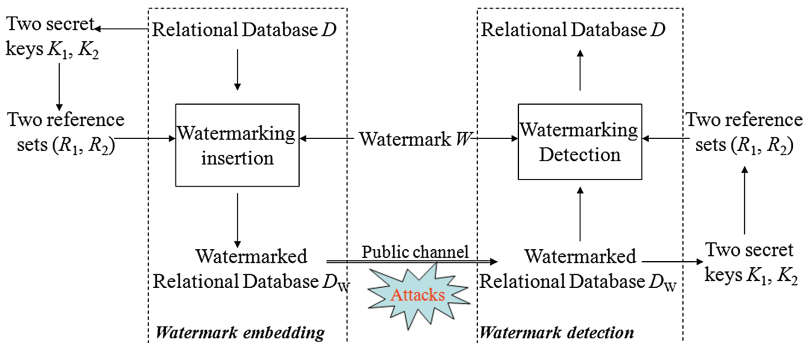 Two secret
keys K1, K2
Relational Database D
Relational Database D
Two reference
sets (R1, R2)
Watermarking
insertion
Watermark W
Watermarking
Detection
Two reference
sets (R1, R2)
Watermarked
Relational Database DW
Public channel
Attacks
Watermarked
Relational Database DW
Two secret
keys K1, K2
Watermark embedding
Watermark detection